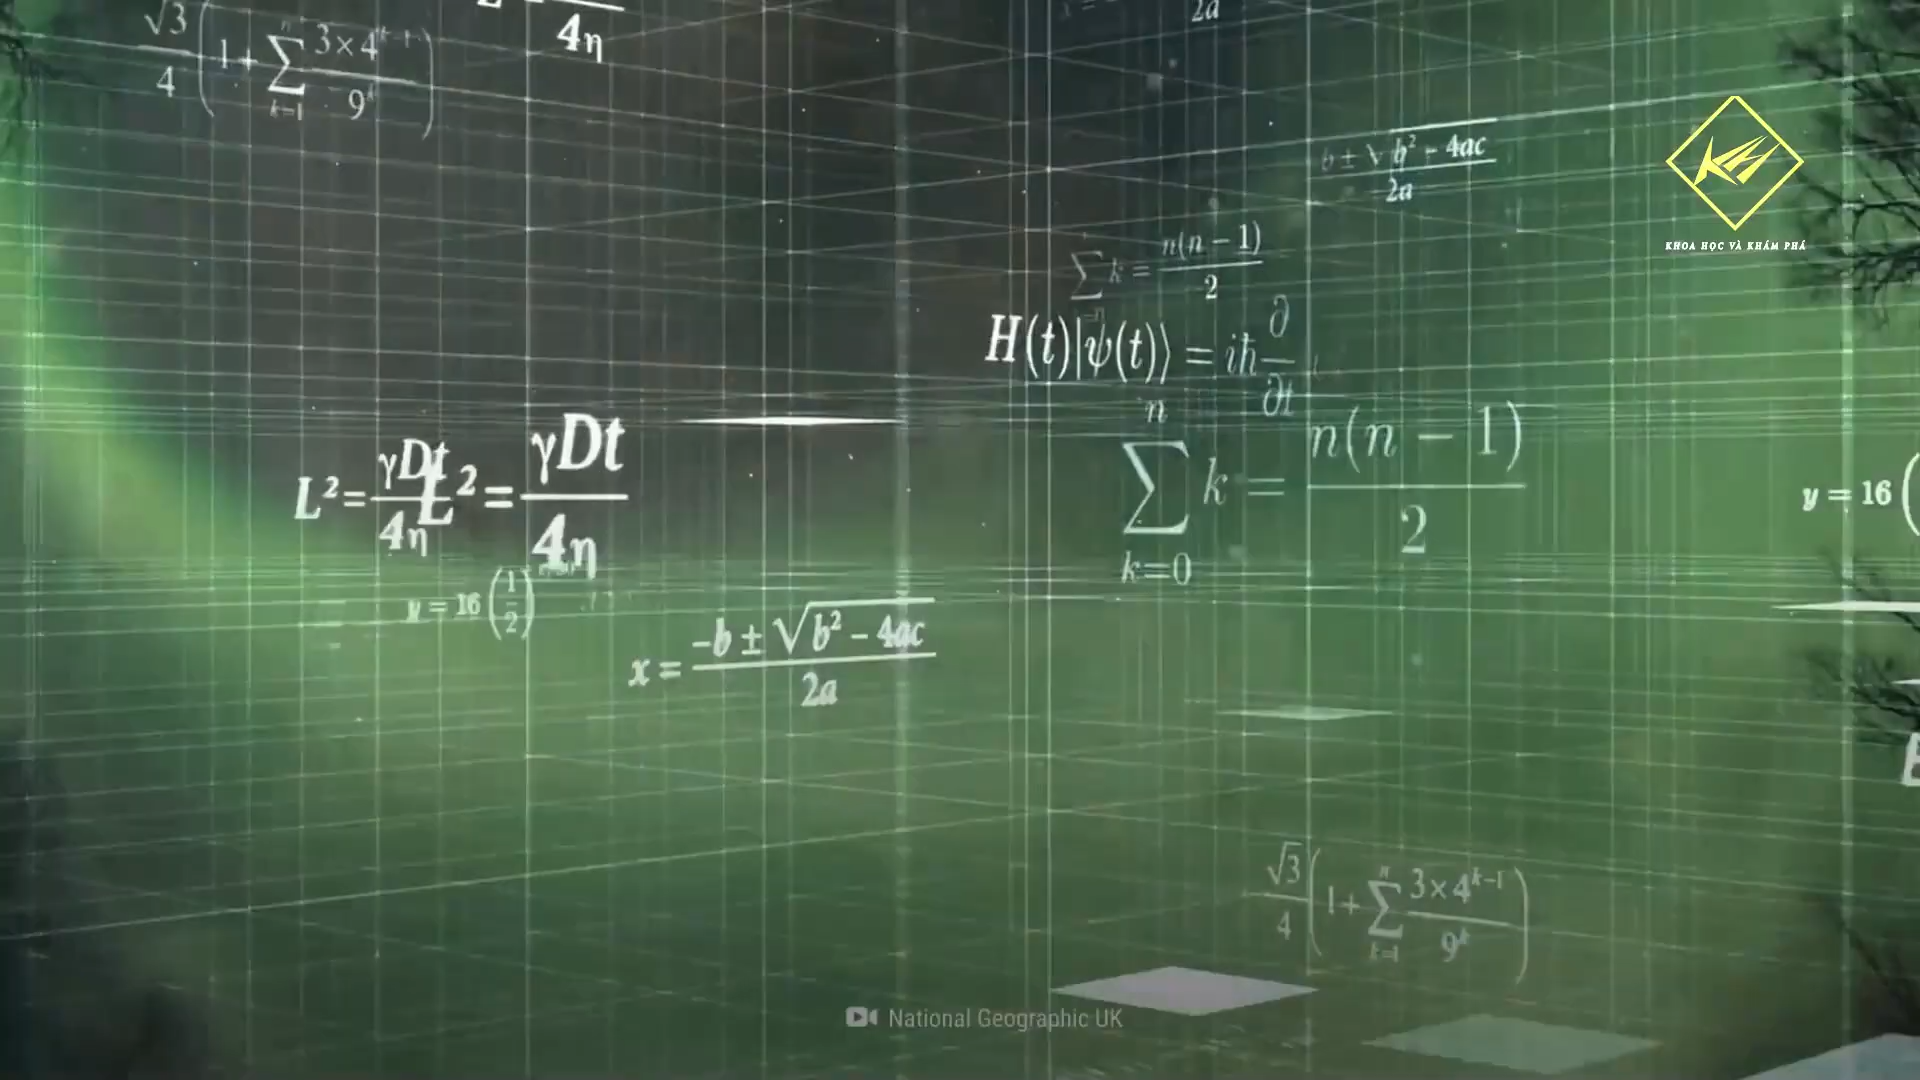 √3/4 (1+ n∑k=1 3×4^k-1/9^k)
4η
2a
b ± √b² - 4ac / 2a
KHOA HỌC VÀ KHÁM PHÁ
∑ k = n(n - 1)/2
H(t)|ψ(t)⟩ = iħ ∂/∂t
n∑k=0 k = n(n - 1)/2
L²= γDt/4η
L² = γDt/4η
y = 16 (
y = 16 (1/2)
x = -b ± √b² - 4ac / 2a
√3/4 (1+ n∑k=1 3×4^k-1/9^k)
National Geographic UK